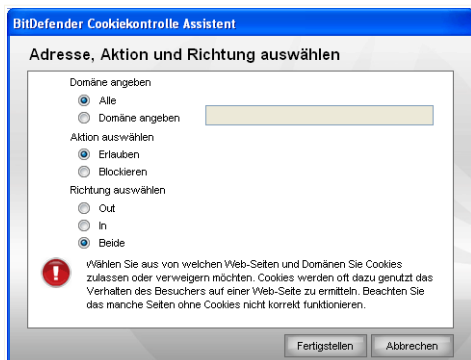 BitDefender Cookiekontrolle Assistent
Adresse, Aktion und Richtung auswählen
Domäne angeben
Alle
Domäne angeben
Aktion auswählen
Erlauben
Blockieren
Richtung auswählen
Out
In
Beide
Wählen Sie aus von welchen Web-Seiten und Domänen Sie Cookies
zulassen oder verweigern möchten. Cookies werden oft dazu genutzt das
Verhalten des Besuchers auf einer Web-Seite zu ermitteln. Beachten Sie
das manche Seiten ohne Cookies nicht korrekt funktionieren.
Fertigstellen
Abbrechen